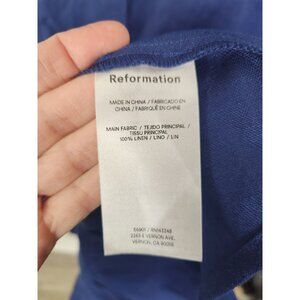 Reformation
MADE IN CHINA / FABRICADO EN
CHINA / FABRIQUÉ EN CHINE
MAIN FABRIC / TEJIDO PRINCIPAL /
TISSU PRINCIPAL
100% LINEN / LINO / LIN
2263 E VERNON AVE.
VERNON, CA 90058